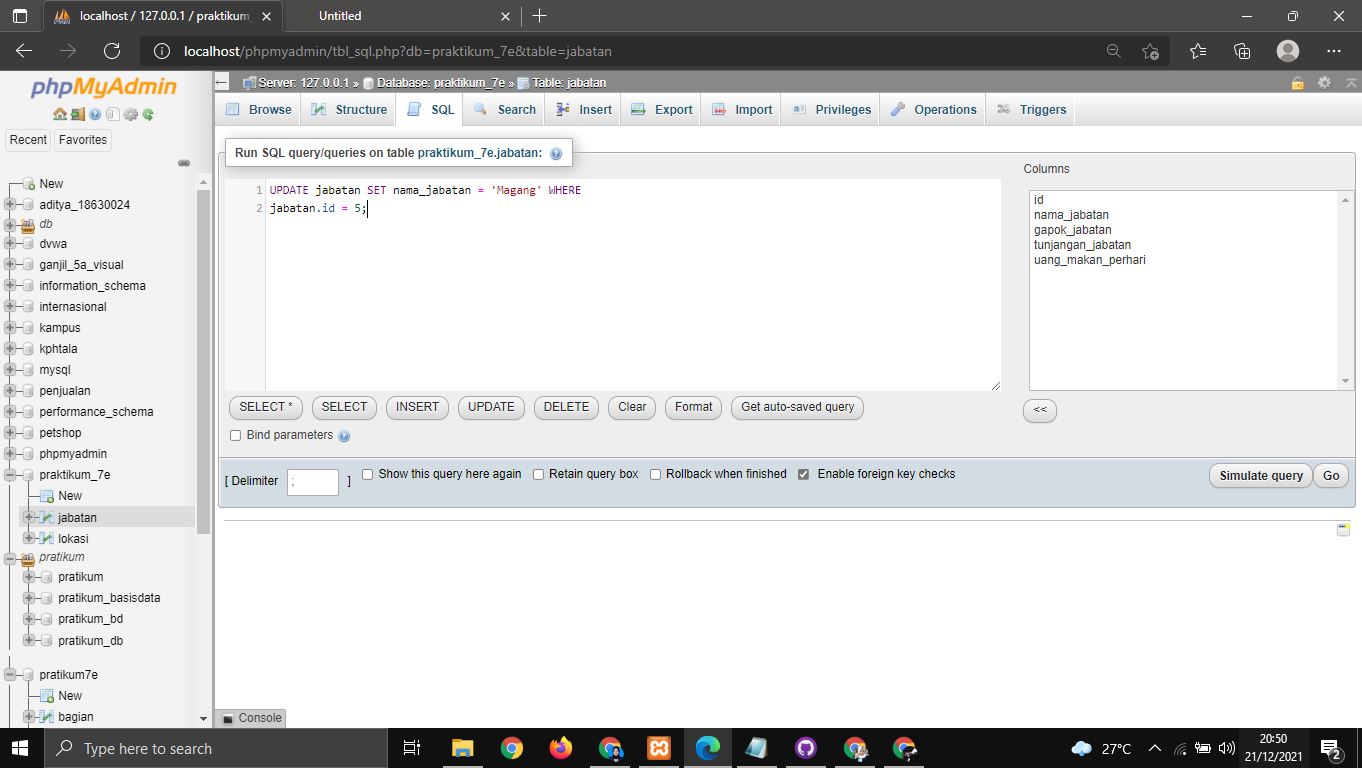 localhost / 127.0.0.1 / praktikum_
Untitled
localhost/phpmyadmin/tbl_sql.php?db=praktikum_7e&table=jabatan
phpMyAdmin
Recent Favorites
New
aditya_18630024
db
dvwa
ganjil_5a_visual
information_schema
internasional
kampus
kphtala
mysql
penjualan
performance_schema
petshop
phpmyadmin
praktikum_7e
New
jabatan
lokasi
pratikum
pratikum
pratikum_basisdata
pratikum_bd
pratikum_db
pratikum7e
New
bagian
Server: 127.0.0.1 » Database: praktikum_7e » Table: jabatan
Browse Structure SQL Search Insert Export Import Privileges Operations Triggers
Run SQL query/queries on table praktikum_7e.jabatan:
1 UPDATE jabatan SET nama_jabatan = 'Magang' WHERE
2 jabatan.id = 5;
Columns
id
nama_jabatan
gapok_jabatan
tunjangan_jabatan
uang_makan_perhari
SELECT * SELECT INSERT UPDATE DELETE Clear Format Get auto-saved query <<
Bind parameters
[ Delimiter ; ] Show this query here again Retain query box Rollback when finished Enable foreign key checks Simulate query Go
Console
Type here to search
27°C
20:50
21/12/2021
2